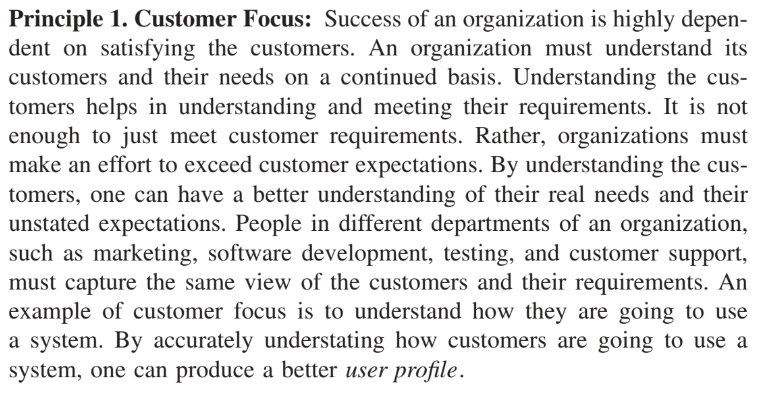 Principle 1. Customer Focus: Success of an organization is highly depen-
dent on satisfying the customers. An organization must understand its
customers and their needs on a continued basis. Understanding the cus-
tomers helps in understanding and meeting their requirements. It is not
enough to just meet customer requirements. Rather, organizations must
make an effort to exceed customer expectations. By understanding the cus-
tomers, one can have a better understanding of their real needs and their
unstated expectations. People in different departments of an organization,
such as marketing, software development, testing, and customer support,
must capture the same view of the customers and their requirements. An
example of customer focus is to understand how they are going to use
a system. By accurately understating how customers are going to use a
system, one can produce a better user profile.